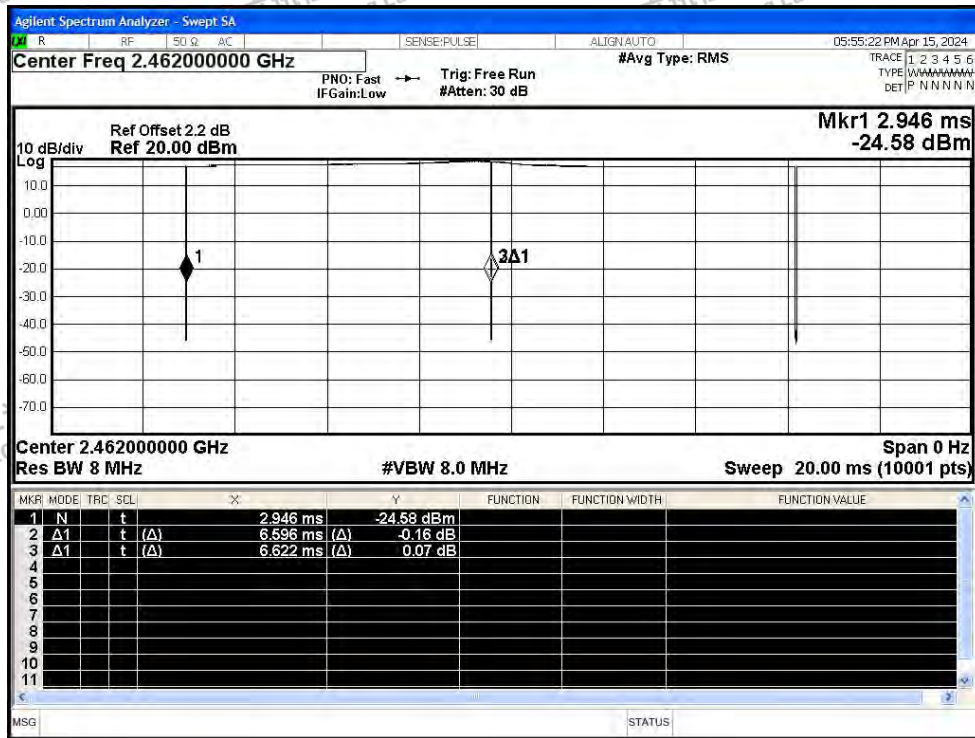 Agilent Spectrum Analyzer - Swept SA
LXI R RF 50 Ω AC SENSE:PULSE ALIGN AUTO 05:55:22 PM Apr 15, 2024
Center Freq 2.462000000 GHz #Avg Type: RMS TRACE 1 2 3 4 5 6
PNO: Fast Trig: Free Run TYPE
IFGain:Low #Atten: 30 dB DET P N N N N N
Mkr1 2.946 ms
Ref Offset 2.2 dB
10 dB/div Ref 20.00 dBm -24.58 dBm
Log
10.0
0.00
-10.0
1 3Δ1
-20.0
-30.0
-40.0
-50.0
-60.0
-70.0
Center 2.462000000 GHz Span 0 Hz
Res BW 8 MHz #VBW 8.0 MHz Sweep 20.00 ms (10001 pts)
MKR MODE TRC SCL X Y FUNCTION FUNCTION WIDTH FUNCTION VALUE
1 N t 2.946 ms -24.58 dBm
2 Δ1 t (Δ) 6.596 ms (Δ) -0.16 dB
3 Δ1 t (Δ) 6.622 ms (Δ) 0.07 dB
4
5
6
7
8
9
10
11
MSG STATUS